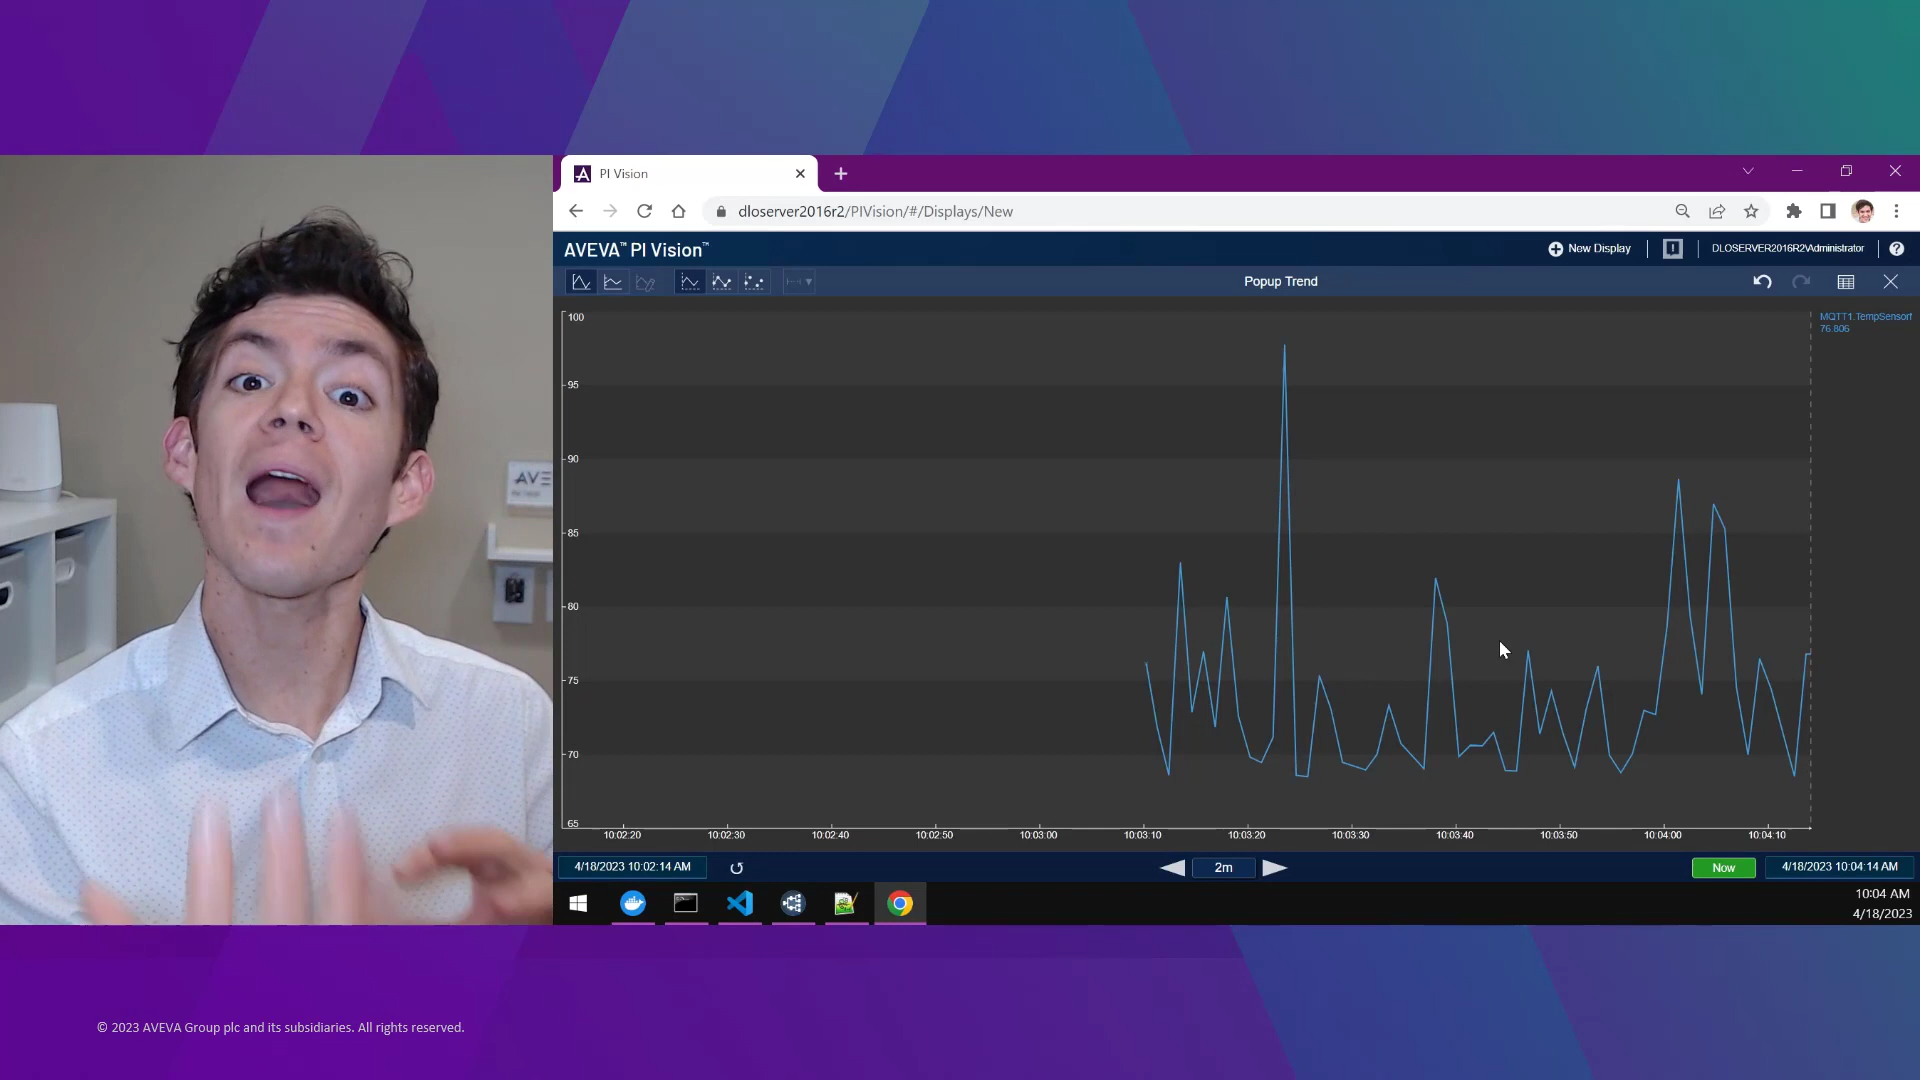 PI Vision
dloserver2016r2/PIVision/#/Displays/New
AVEVA™ PI Vision™
New Display
DLOSERVER2016R2\Administrator
Popup Trend
MQTT1.TempSensorf
76.806
100
95
90
85
80
75
70
65
10:02:20
10:02:30
10:02:40
10:02:50
10:03:00
10:03:10
10:03:20
10:03:30
10:03:40
10:03:50
10:04:00
10:04:10
4/18/2023 10:02:14 AM
2m
Now
4/18/2023 10:04:14 AM
10:04 AM
4/18/2023
AVE
© 2023 AVEVA Group plc and its subsidiaries. All rights reserved.